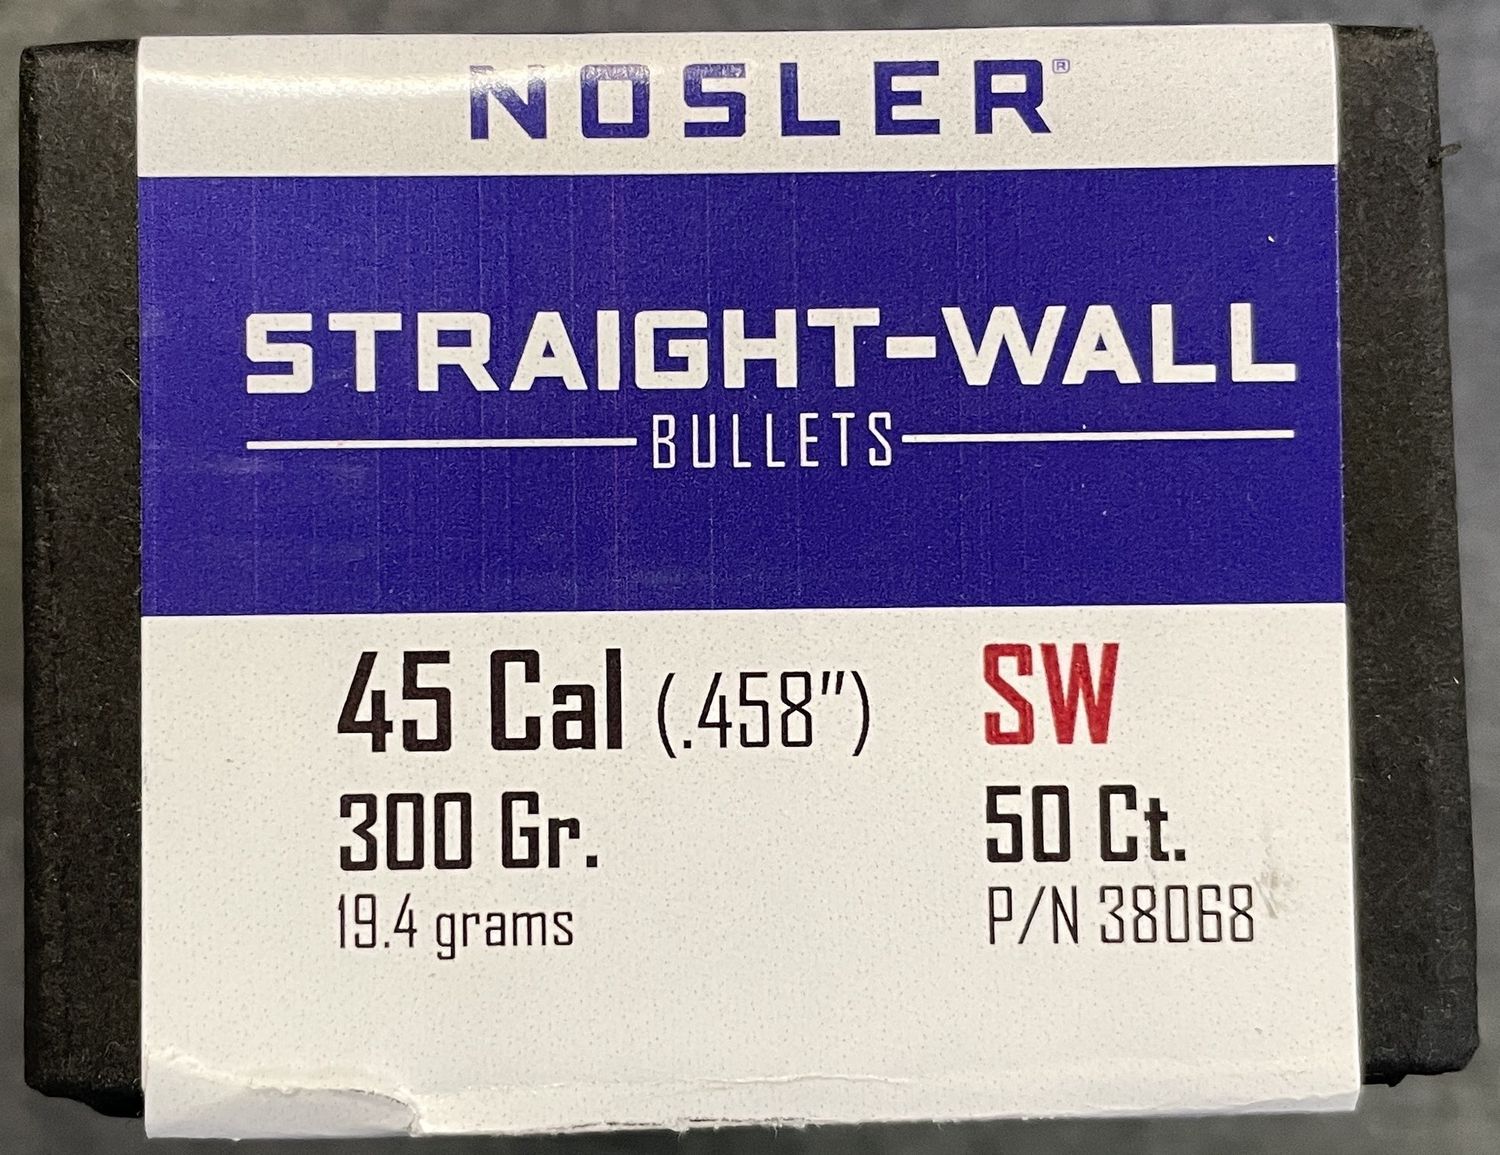 NOSLER®
STRAIGHT-WALL
BULLETS
45 Cal (.458") SW
300 Gr. 50 Ct.
19.4 grams P/N 38068